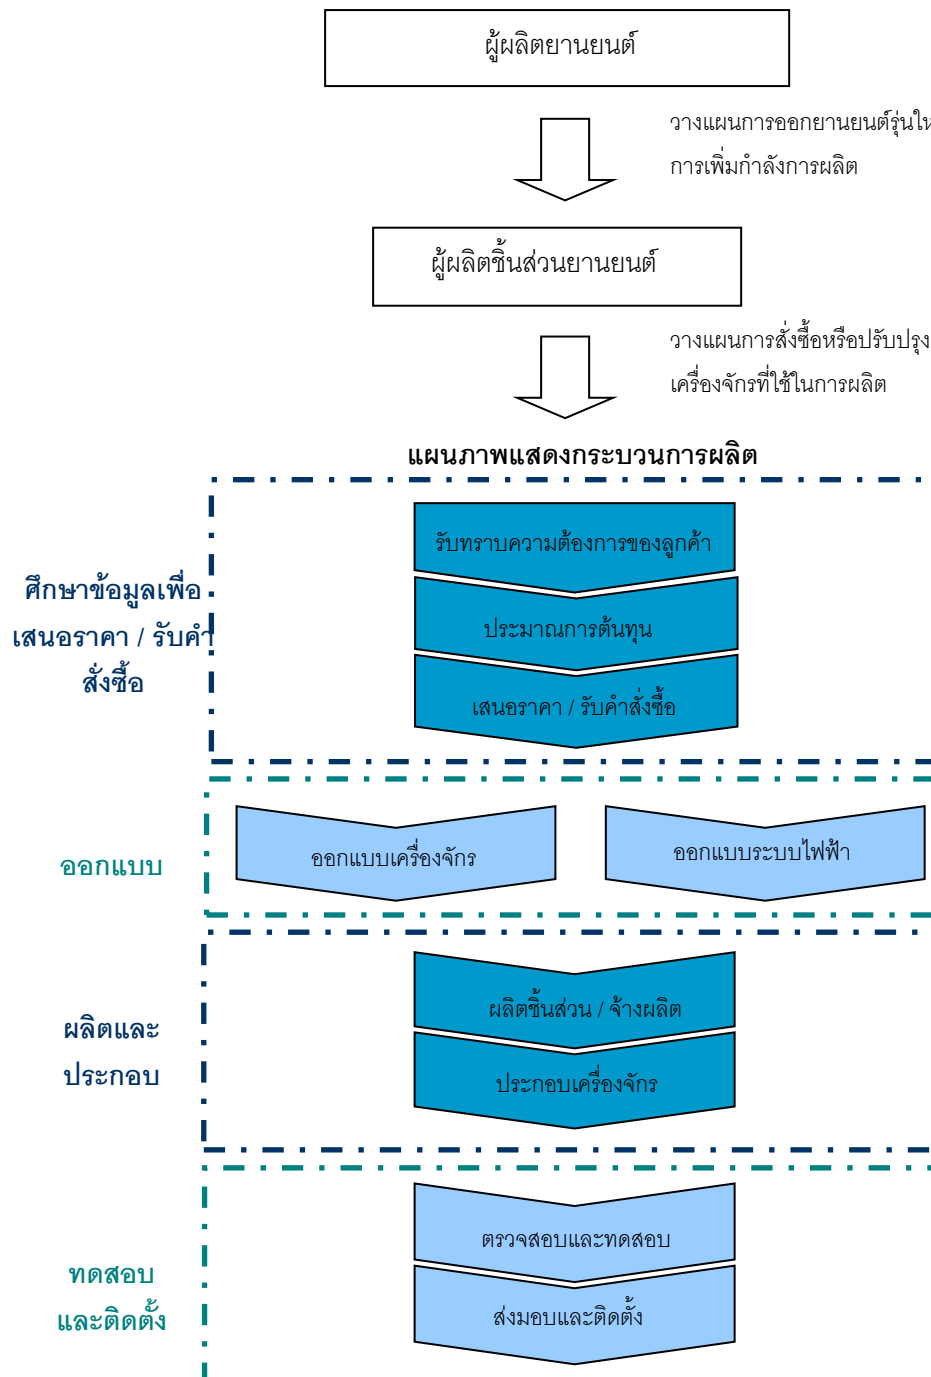 ผู้ผลิตยานยนต์
วางแผนการออกยานยนต์รุ่น
การเพิ่มกำลังการผลิต
ผู้ผลิตชิ้นส่วนยานยนต์
วางแผนการสั่งซื้อหรือปรับปรุง
เครื่องจักรที่ใช้ในการผลิต
แผนภาพแสดงกระบวนการผลิต
ศึกษาข้อมูลเพื่อ
เสนอราคา / รับคำ
สั่งซื้อ
รับทราบความต้องการของลูกค้า
ประมาณการต้นทุน
เสนอราคา / รับคำสั่งซื้อ
ออกแบบ
ออกแบบเครื่องจักร
ออกแบบระบบไฟฟ้า
ผลิตและ
ประกอบ
ผลิตชิ้นส่วน / จ้างผลิต
ประกอบเครื่องจักร
ทดสอบ
และติดตั้ง
ตรวจสอบและทดสอบ
ส่งมอบและติดตั้ง